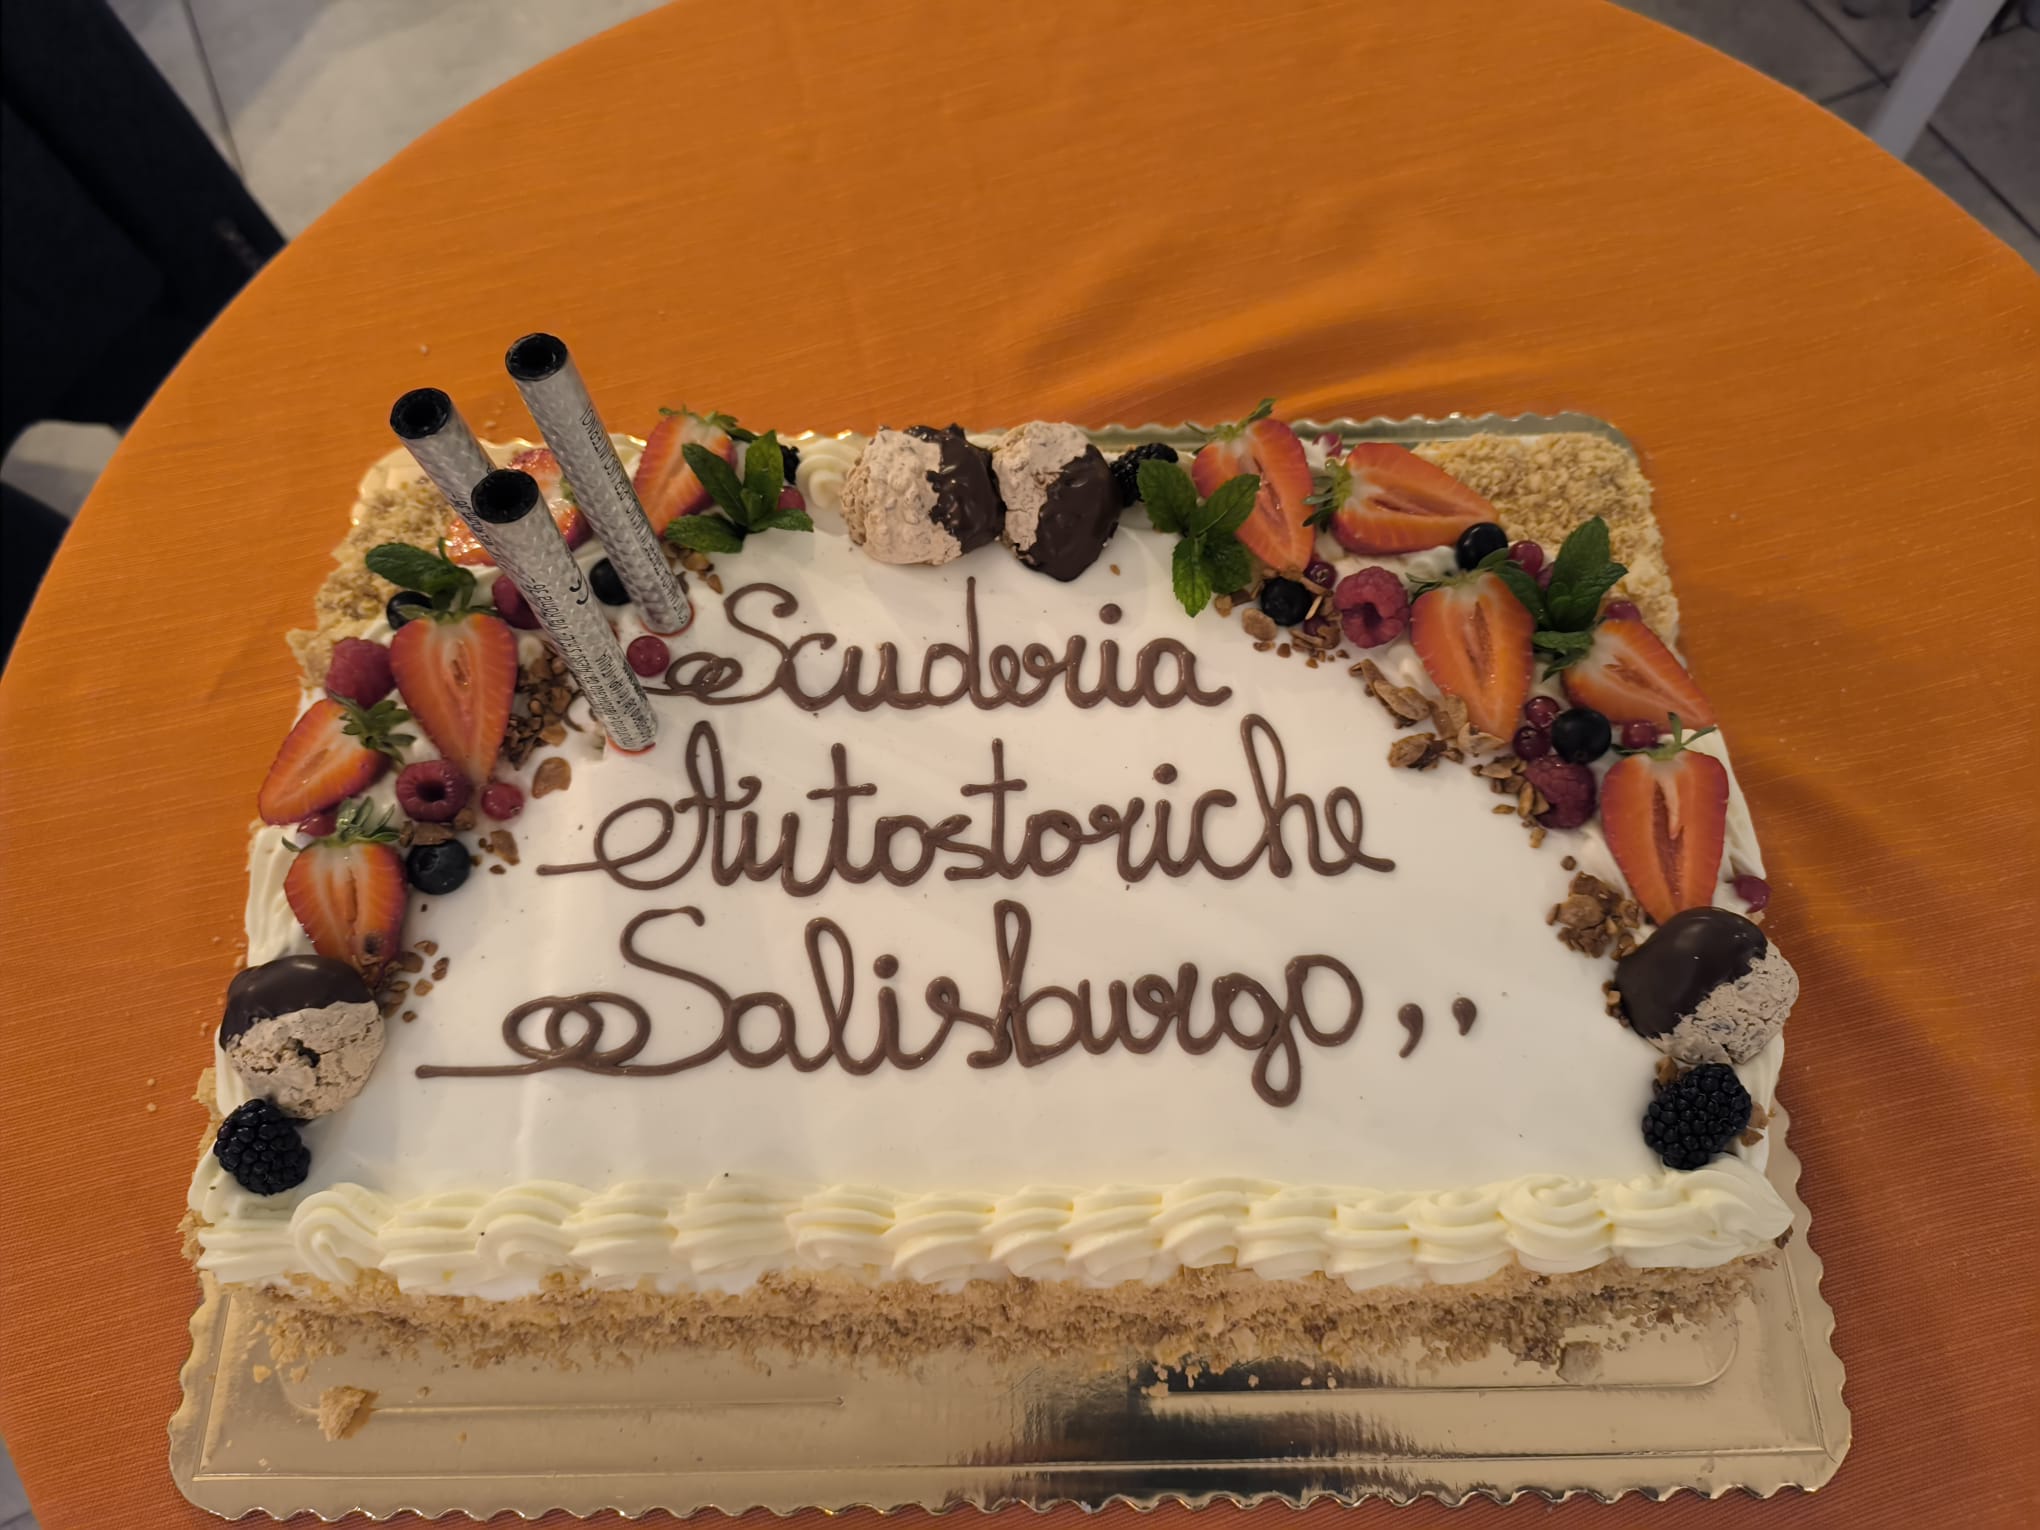 Scuderia
Autostoriche
Salisburgo ,,